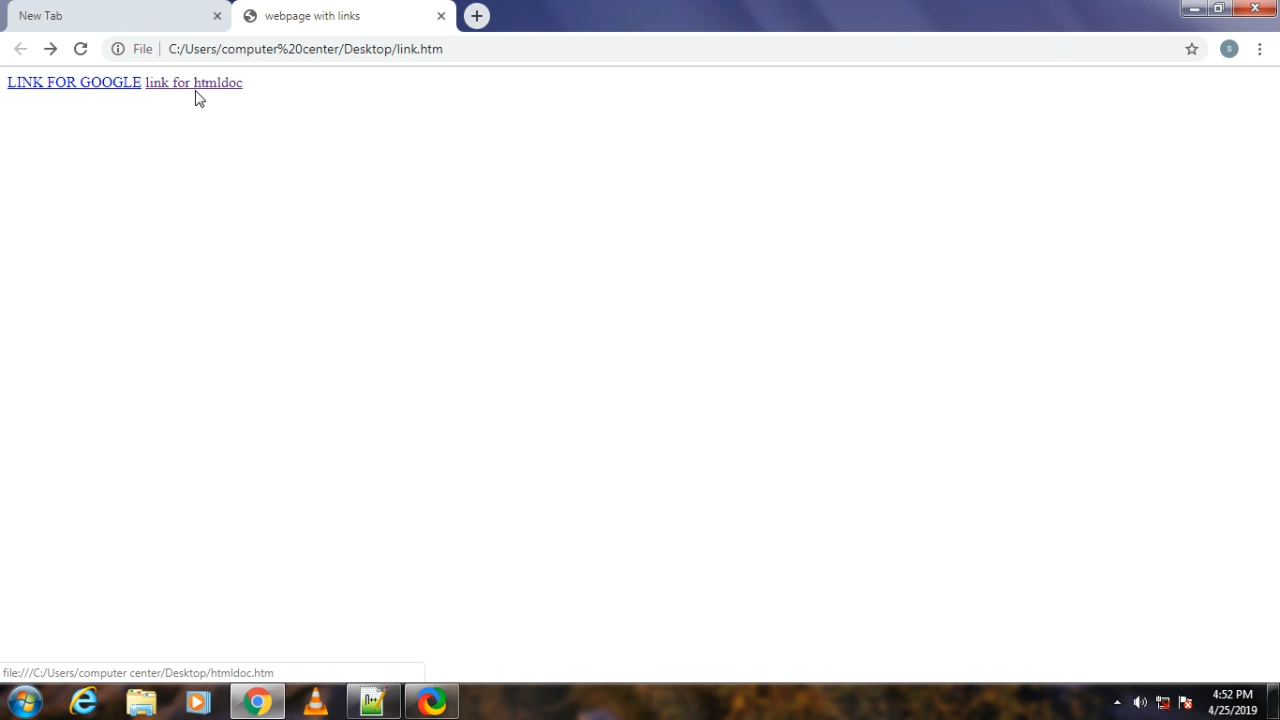 New Tab
webpage with links
File
C:/Users/computer%20center/Desktop/link.htm
S
LINK FOR GOOGLE link for htmldoc
file:///C:/Users/computer center/Desktop/htmldoc.htm
4:52 PM
4/25/2019